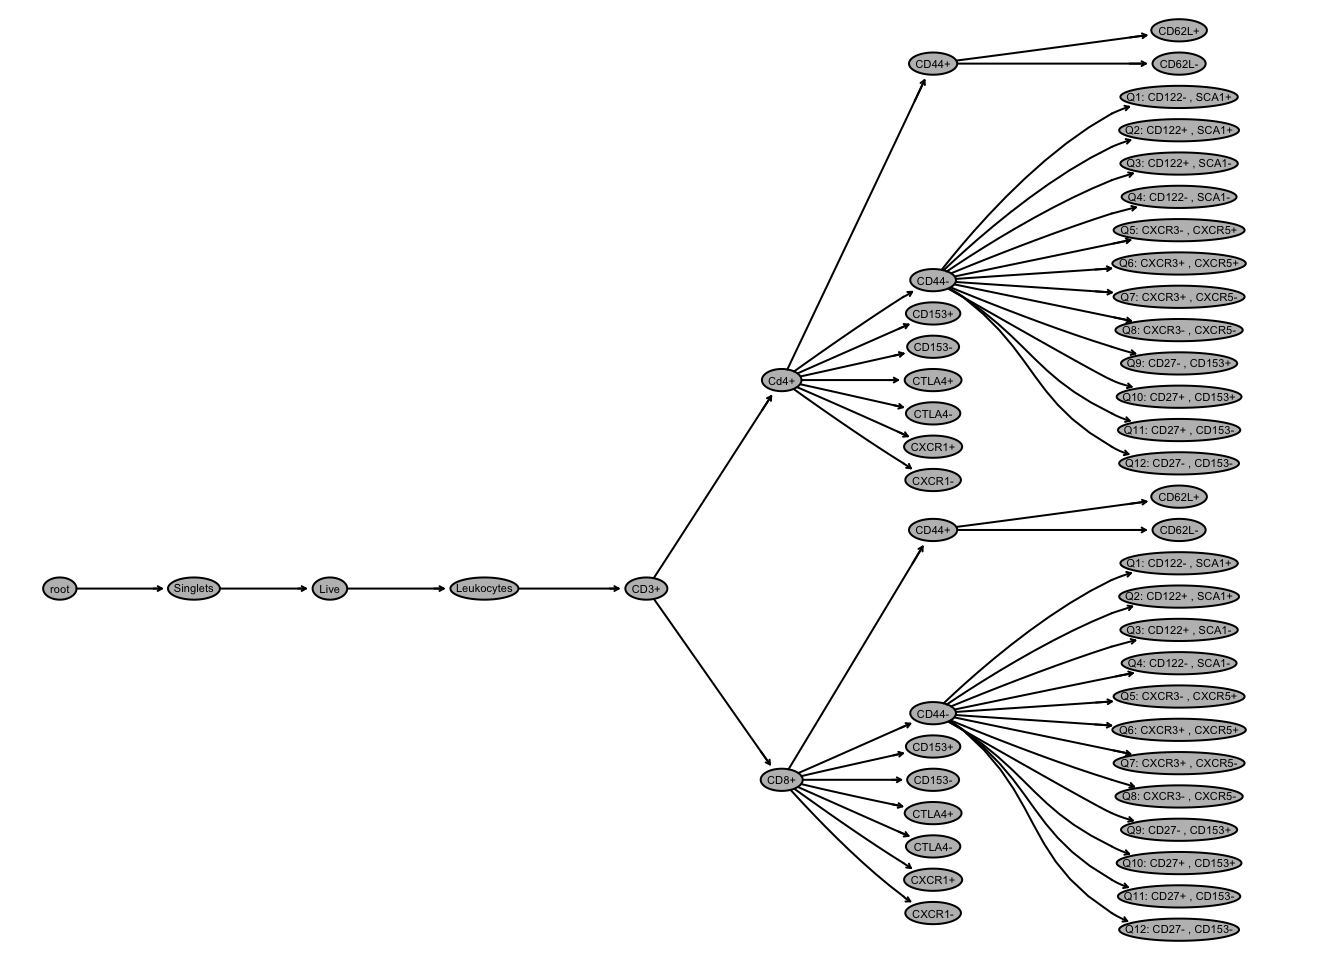 root
Singlets
Live
Leukocytes
CD3+
Cd4+
CD44+
CD62L+
CD62L-
CD44-
Q1: CD122- , SCA1+
Q2: CD122+ , SCA1+
Q3: CD122+ , SCA1-
Q4: CD122- , SCA1-
Q5: CXCR3- , CXCR5+
Q6: CXCR3+ , CXCR5+
Q7: CXCR3+ , CXCR5-
Q8: CXCR3- , CXCR5-
Q9: CD27- , CD153+
Q10: CD27+ , CD153+
Q11: CD27+ , CD153-
Q12: CD27- , CD153-
CD153+
CD153-
CTLA4+
CTLA4-
CXCR1+
CXCR1-
CD8+
CD44+
CD62L+
CD62L-
CD44-
Q1: CD122- , SCA1+
Q2: CD122+ , SCA1+
Q3: CD122+ , SCA1-
Q4: CD122- , SCA1-
Q5: CXCR3- , CXCR5+
Q6: CXCR3+ , CXCR5+
Q7: CXCR3+ , CXCR5-
Q8: CXCR3- , CXCR5-
Q9: CD27- , CD153+
Q10: CD27+ , CD153+
Q11: CD27+ , CD153-
Q12: CD27- , CD153-
CD153+
CD153-
CTLA4+
CTLA4-
CXCR1+
CXCR1-